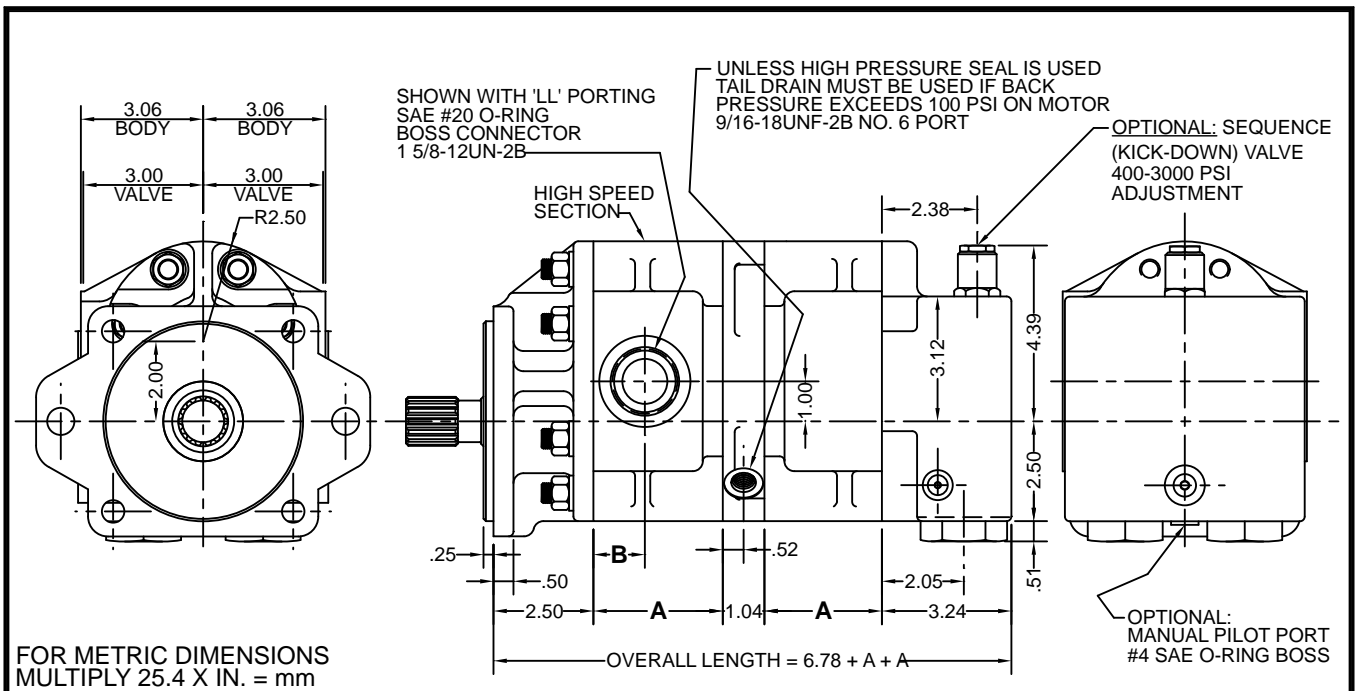 UNLESS HIGH PRESSURE SEAL IS USED
TAIL DRAIN MUST BE USED IF BACK
PRESSURE EXCEEDS 100 PSI ON MOTOR
9/16-18UNF-2B NO. 6 PORT
SHOWN WITH 'LL' PORTING
SAE #20 O-RING
BOSS CONNECTOR
1 5/8-12UN-2B
OPTIONAL: SEQUENCE
(KICK-DOWN) VALVE
400-3000 PSI
ADJUSTMENT
3.06
BODY
3.06
BODY
3.00
VALVE
3.00
VALVE
R2.50
HIGH SPEED
SECTION
2.38
2.00
1.00
3.12
4.39
2.50
.51
.25
.50
B
.52
2.05
2.50
A
1.04
A
3.24
OVERALL LENGTH = 6.78 + A + A
OPTIONAL:
MANUAL PILOT PORT
#4 SAE O-RING BOSS
FOR METRIC DIMENSIONS
MULTIPLY 25.4 X IN. = mm